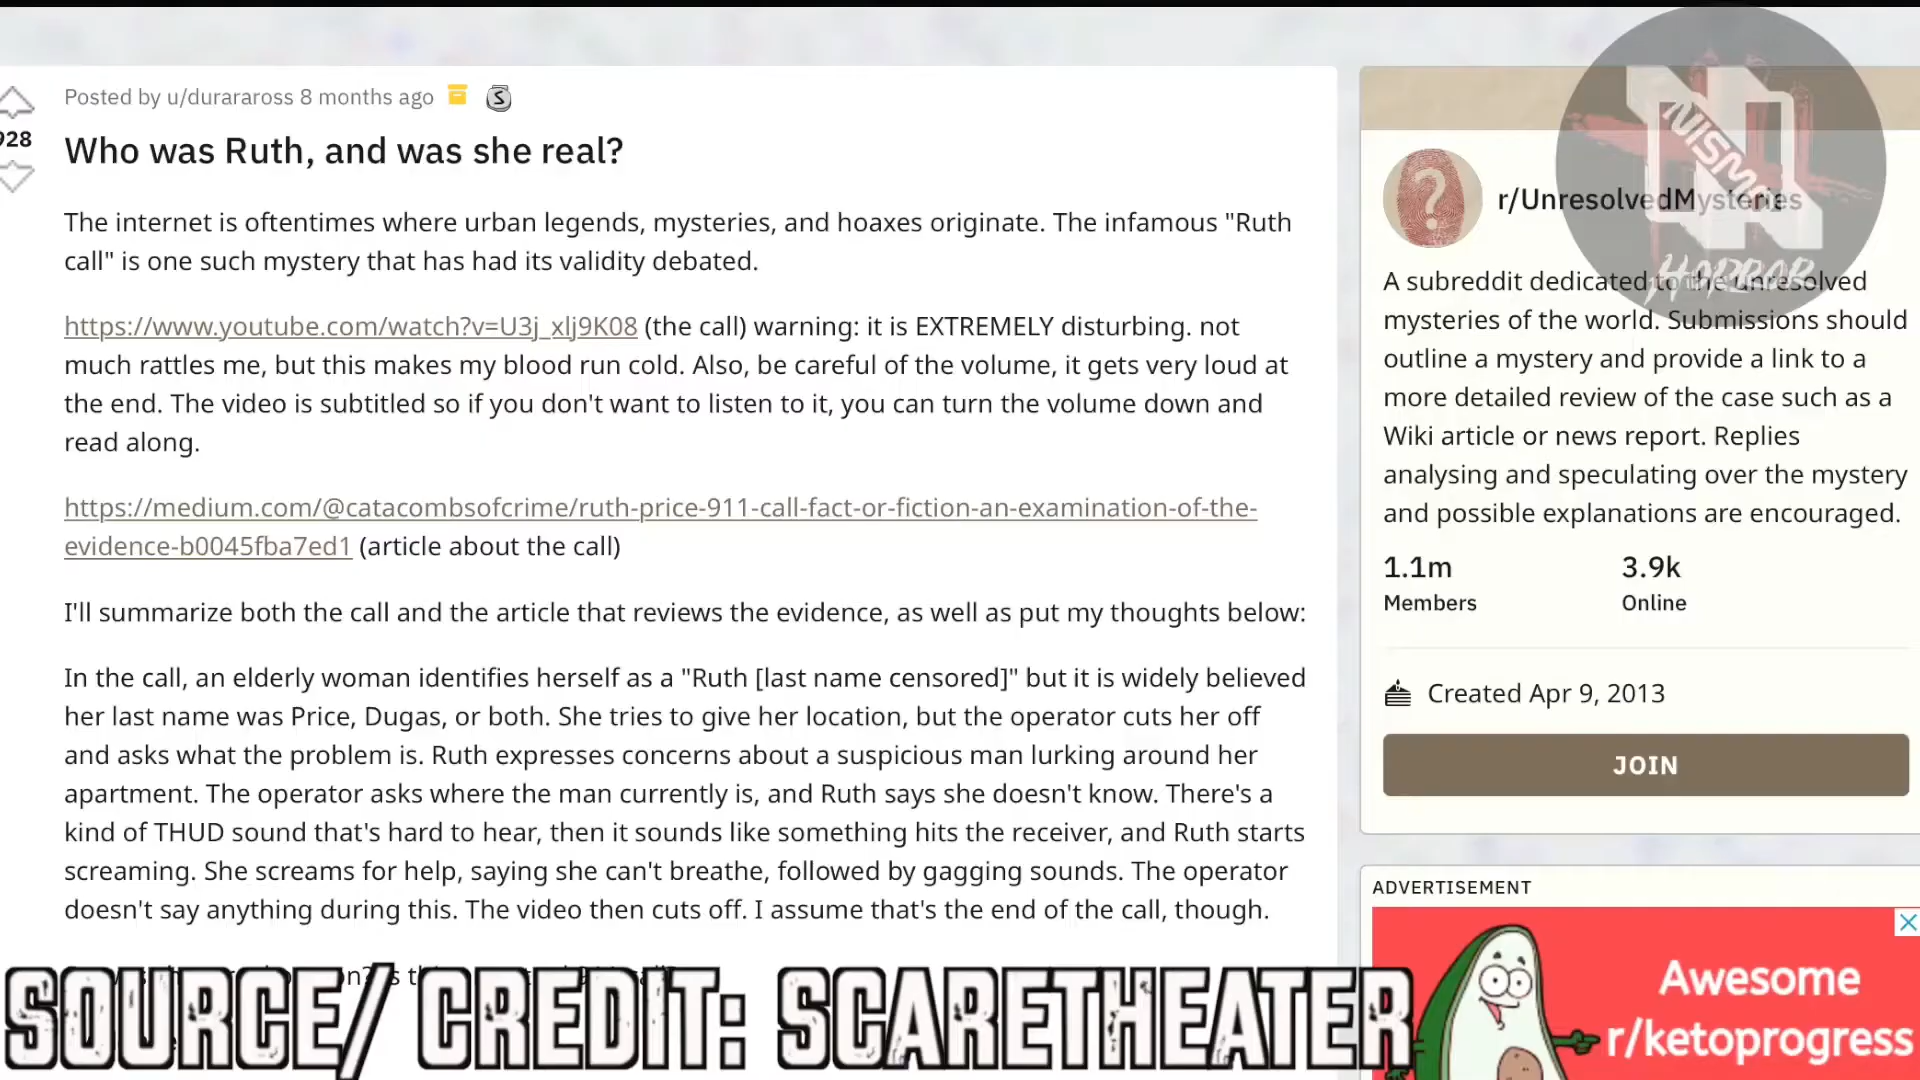 Posted by u/durararoos 8 months ago
928
Who was Ruth, and was she real?
The internet is oftentimes where urban legends, mysteries, and hoaxes originate. The infamous "Ruth
call" is one such mystery that has had its validity debated.
https://www.youtube.com/watch?v=U3j_xlj9K08 (the call) warning: it is EXTREMELY disturbing. not
much rattles me, but this makes my blood run cold. Also, be careful of the volume, it gets very loud at
the end. The video is subtitled so if you don't want to listen to it, you can turn the volume down and
read along.
https://medium.com/@catacombsofcrime/ruth-price-911-call-fact-or-fiction-an-examination-of-the-
evidence-b0045fba7ed1 (article about the call)
I'll summarize both the call and the article that reviews the evidence, as well as put my thoughts below:
In the call, an elderly woman identifies herself as a "Ruth [last name censored]" but it is widely believed
her last name was Price, Dugas, or both. She tries to give her location, but the operator cuts her off
and asks what the problem is. Ruth expresses concerns about a suspicious man lurking around her
apartment. The operator asks where the man currently is, and Ruth says she doesn't know. There's a
kind of THUD sound that's hard to hear, then it sounds like something hits the receiver, and Ruth starts
screaming. She screams for help, saying she can't breathe, followed by gagging sounds. The operator
doesn't say anything during this. The video then cuts off. I assume that's the end of the call, though.
SOURCE/ CREDIT: SCARETHEATER
NISMO
HORROR
r/UnresolvedMysteries
A subreddit dedicated to the unresolved
mysteries of the world. Submissions should
outline a mystery and provide a link to a
more detailed review of the case such as a
Wiki article or news report. Replies
analysing and speculating over the mystery
and possible explanations are encouraged.
1.1m 3.9k
Members Online
Created Apr 9, 2013
JOIN
ADVERTISEMENT
Awesome
r/ketoprogress